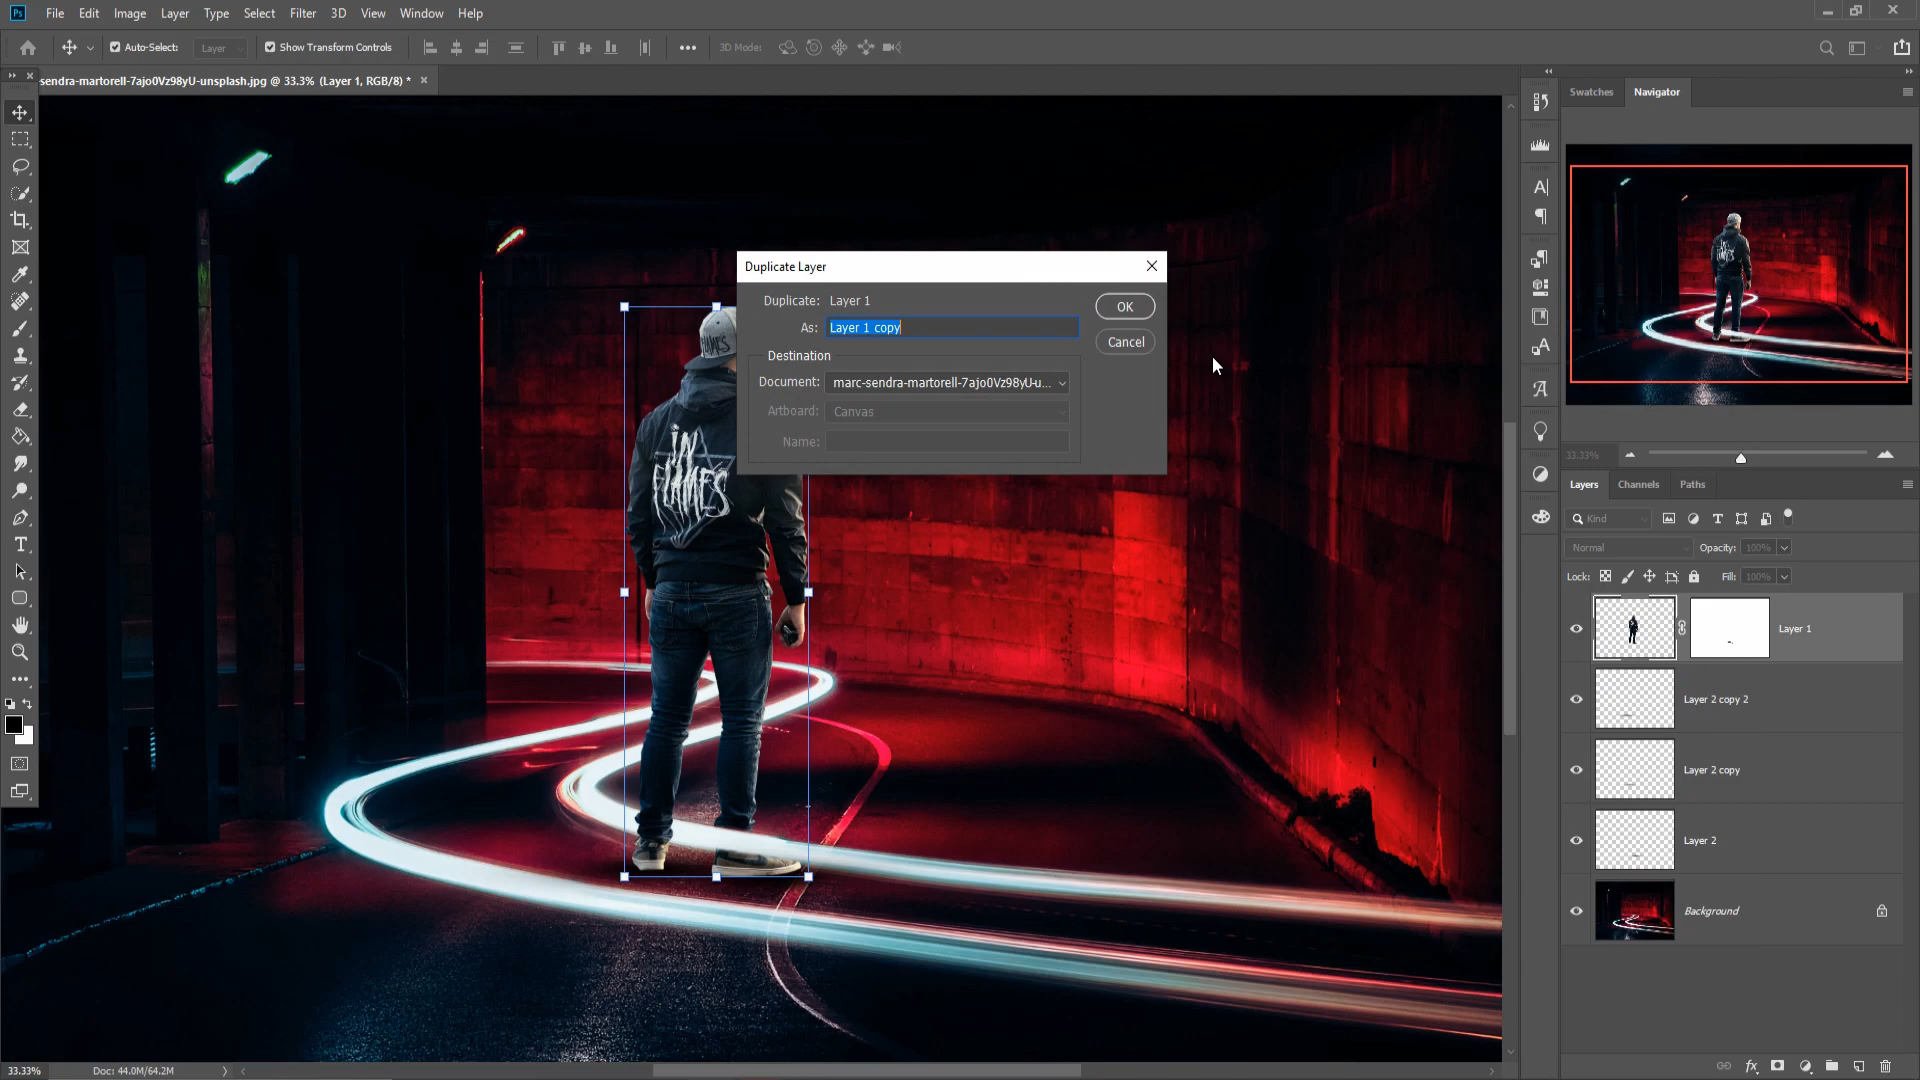 Ps File Edit Image Layer Type Select Filter 3D View Window Help
Auto-Select: Layer Show Transform Controls 3D Mode:
sendra-martorell-7ajo0Vz98yU-unsplash.jpg @ 33.3% (Layer 1, RGB/8) *
Swatches Navigator
Duplicate Layer
Duplicate: Layer 1
As: Layer 1 copy
OK
Destination
Cancel
Document: marc-sendra-martorell-7ajo0Vz98yU-u...
Artboard: Canvas
Name:
IN
FLAMES
33.33%
Layers Channels Paths
Kind
Normal Opacity: 100%
Lock: Fill: 100%
Layer 1
Layer 2 copy 2
Layer 2 copy
Layer 2
Background
33.33% Doc: 44.0M/64.2M